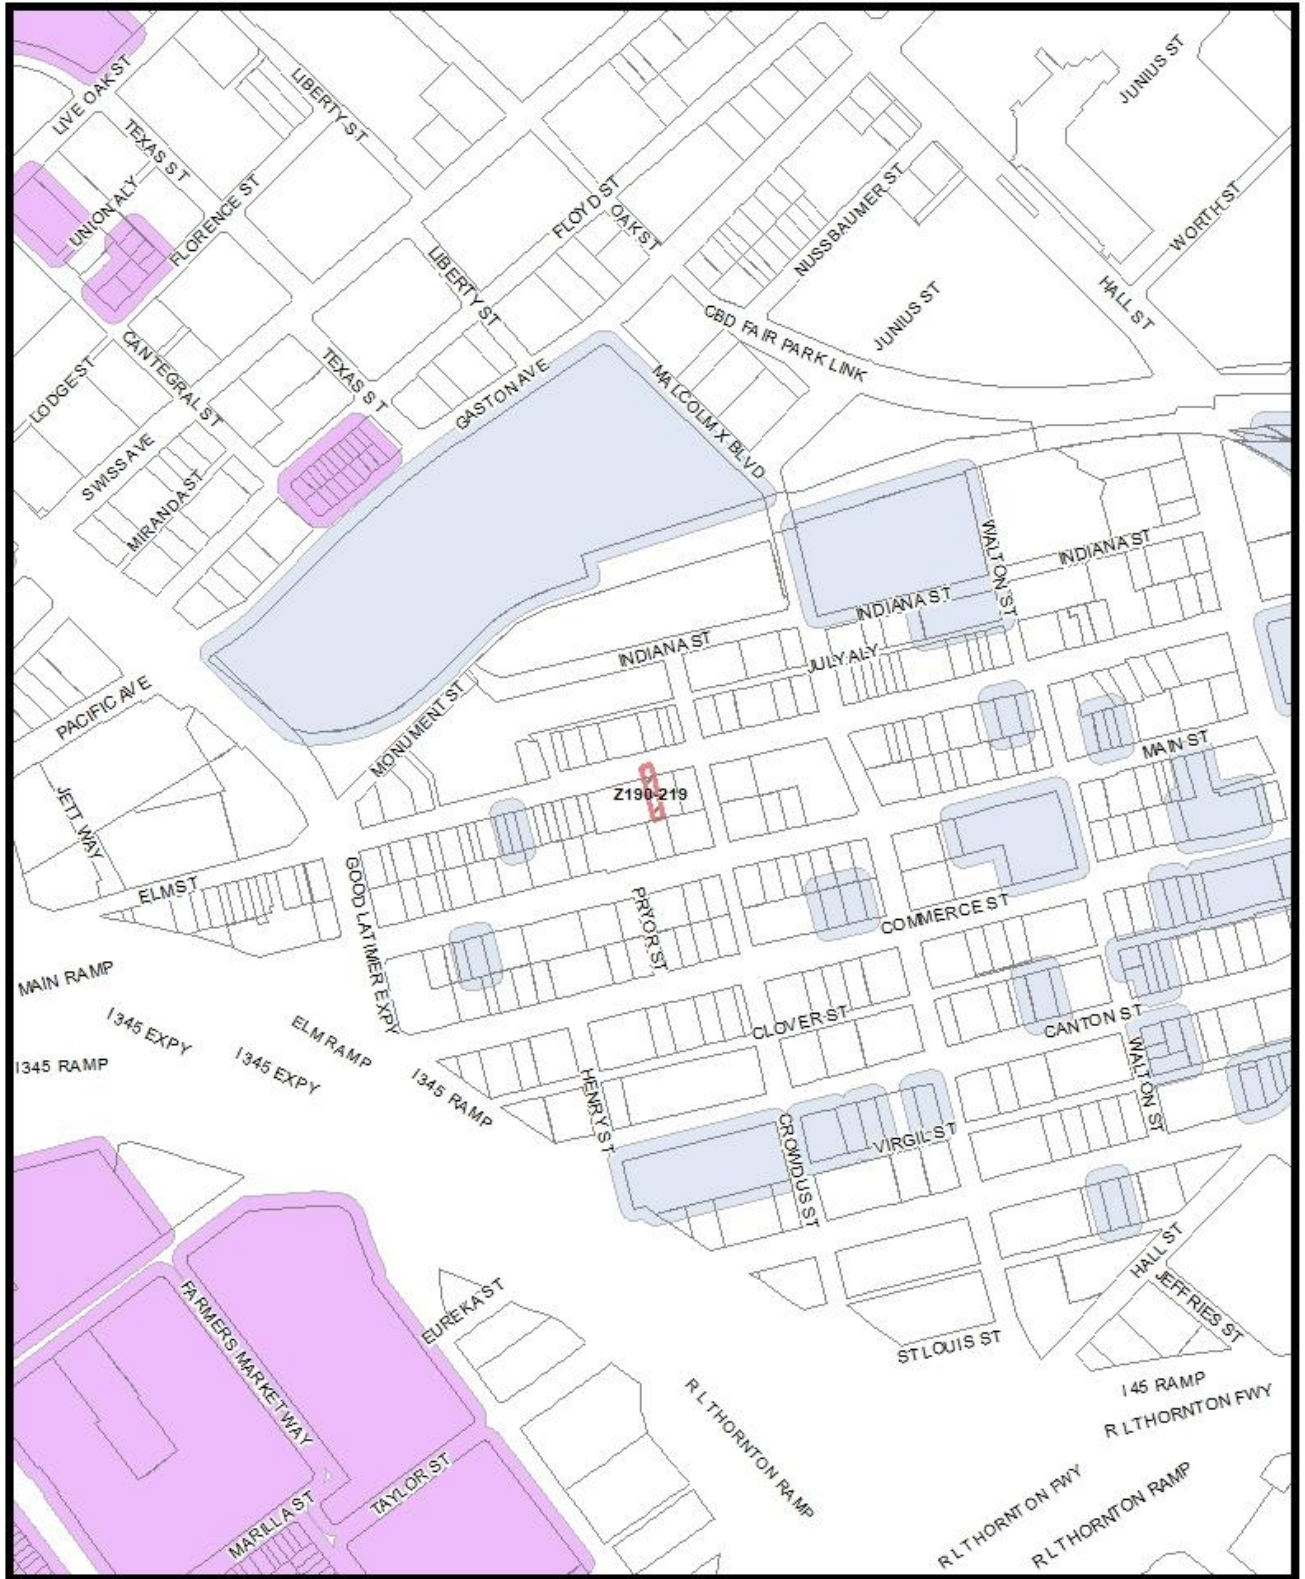 LIVE OAK ST
LIBERTY ST
JUNIUS ST
TEXAS ST
UNION ALY
FLORENCE ST
FLOYD ST
OAK ST
NUSSBAUMER ST
WORTH ST
LIBERTY ST
HALL ST
CBD FAIR PARK LINK
JUNIUS ST
CANTEGRAL ST
LODGE ST
TEXAS ST
GASTON AVE
MALCOLM X BLVD
SWISS AVE
MIRANDA ST
WALTON ST
INDIANA ST
INDIANA ST
INDIANA ST
JULY ALY
PACIFIC AVE
MONUMENT ST
MAIN ST
Z190-219
JETT WAY
ELM ST
GOOD LATIMER EXPY
PRYOR ST
COMMERCE ST
MAIN RAMP
I345 EXPY
ELM RAMP
CLOVER ST
CANTON ST
I345 RAMP
I345 EXPY
I345 RAMP
HENRY ST
WALTON ST
CROWDUS ST
VIRGIL ST
HALL ST
JEFFRIES ST
FARMERS MARKET WAY
EUREKA ST
ST LOUIS ST
I45 RAMP
R L THORNTON FWY
R L THORNTON RAMP
TAYLOR ST
MARILLA ST
R L THORNTON FWY
R L THORNTON RAMP